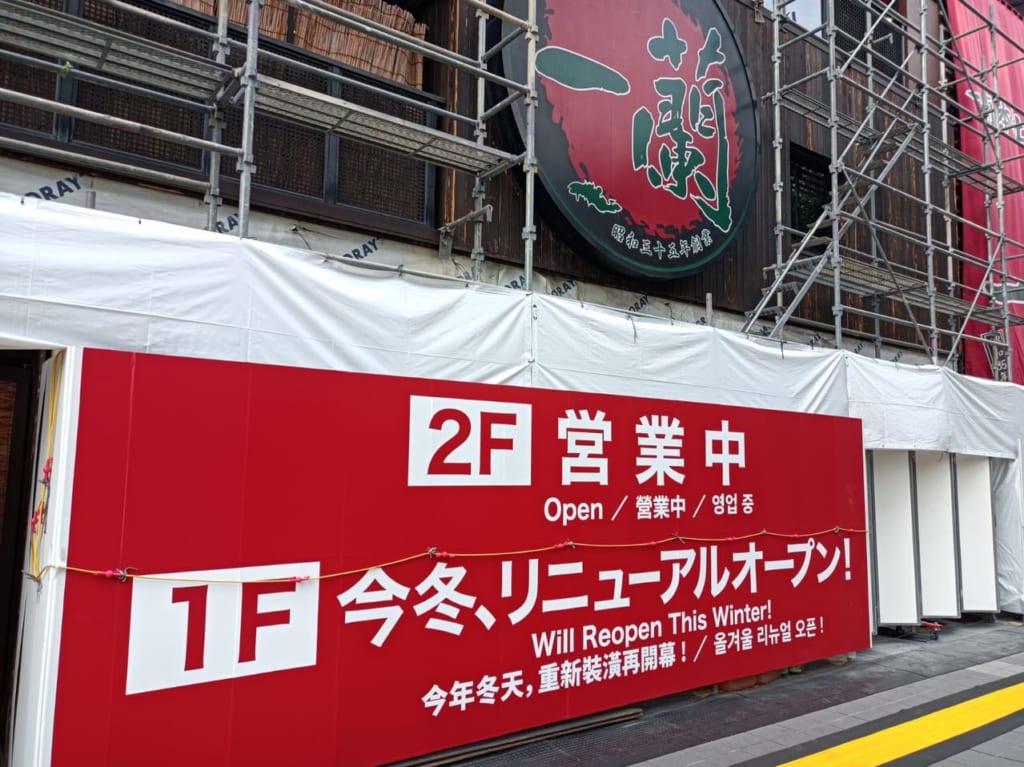 一蘭
昭和三十五年創業
ORAY
ORAY
ORAY
2F 営業中
Open / 營業中 / 영업 중
1F 今冬、リニューアルオープン!
Will Reopen This Winter!
今年冬天,重新裝潢再開幕! / 올겨울 리뉴얼 오픈!